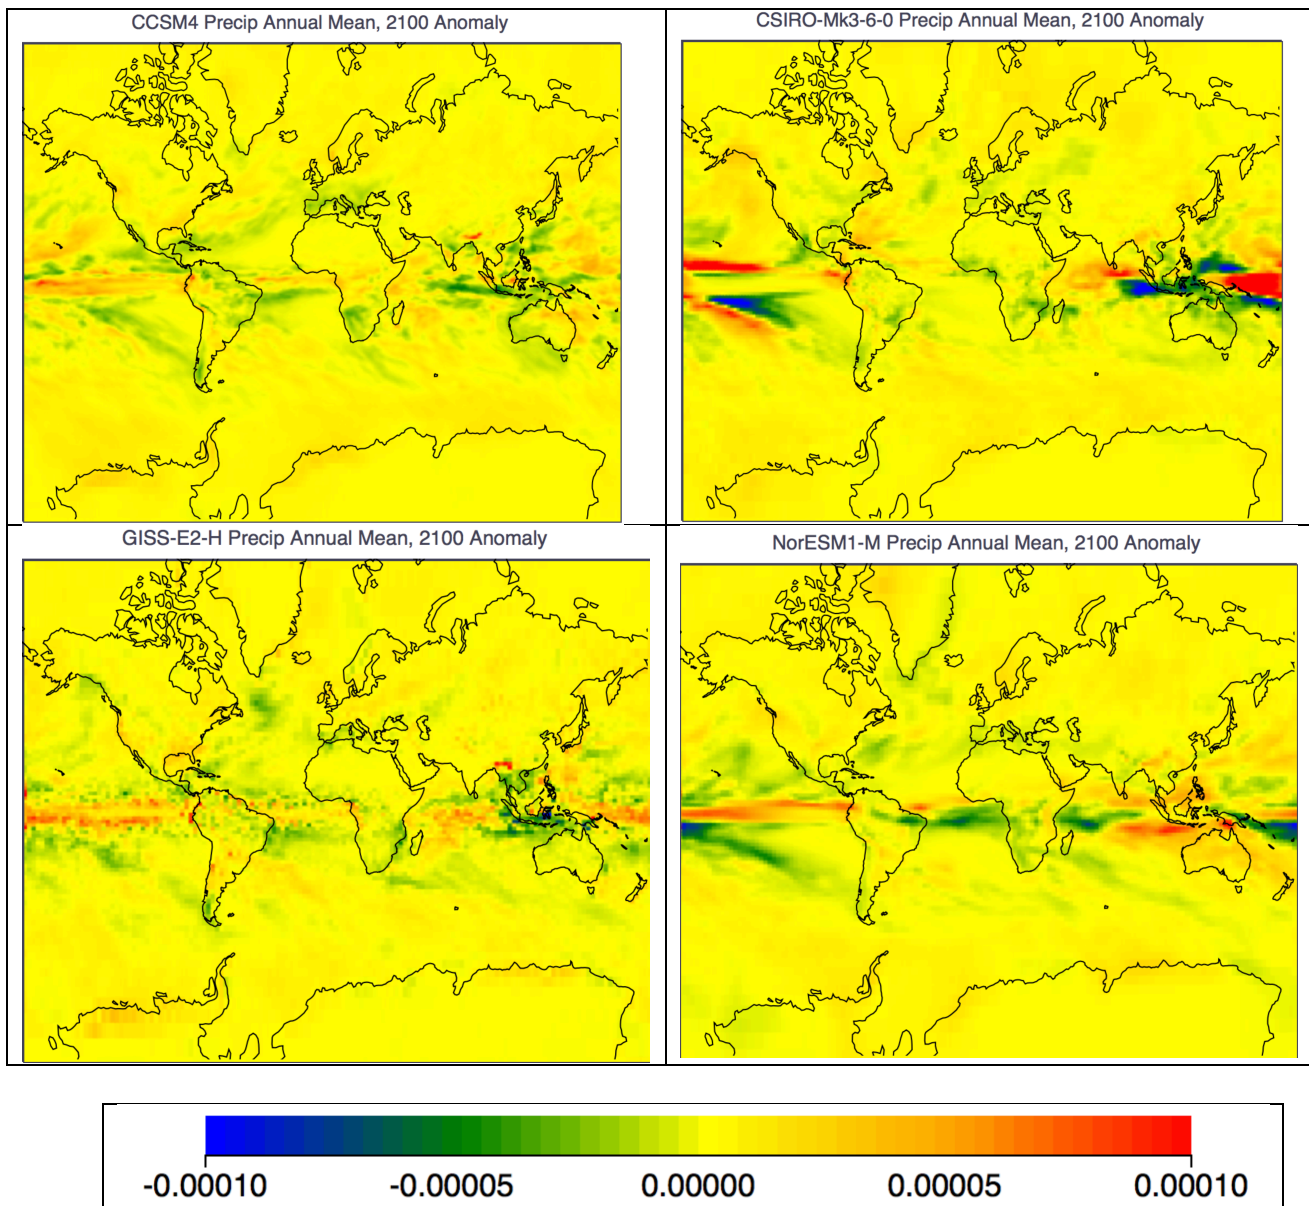 CCSM4 Precip Annual Mean, 2100 Anomaly
CSIRO-Mk3-6-0 Precip Annual Mean, 2100 Anomaly
GISS-E2-H Precip Annual Mean, 2100 Anomaly
NorESM1-M Precip Annual Mean, 2100 Anomaly
-0.00010 -0.00005 0.00000 0.00005 0.00010